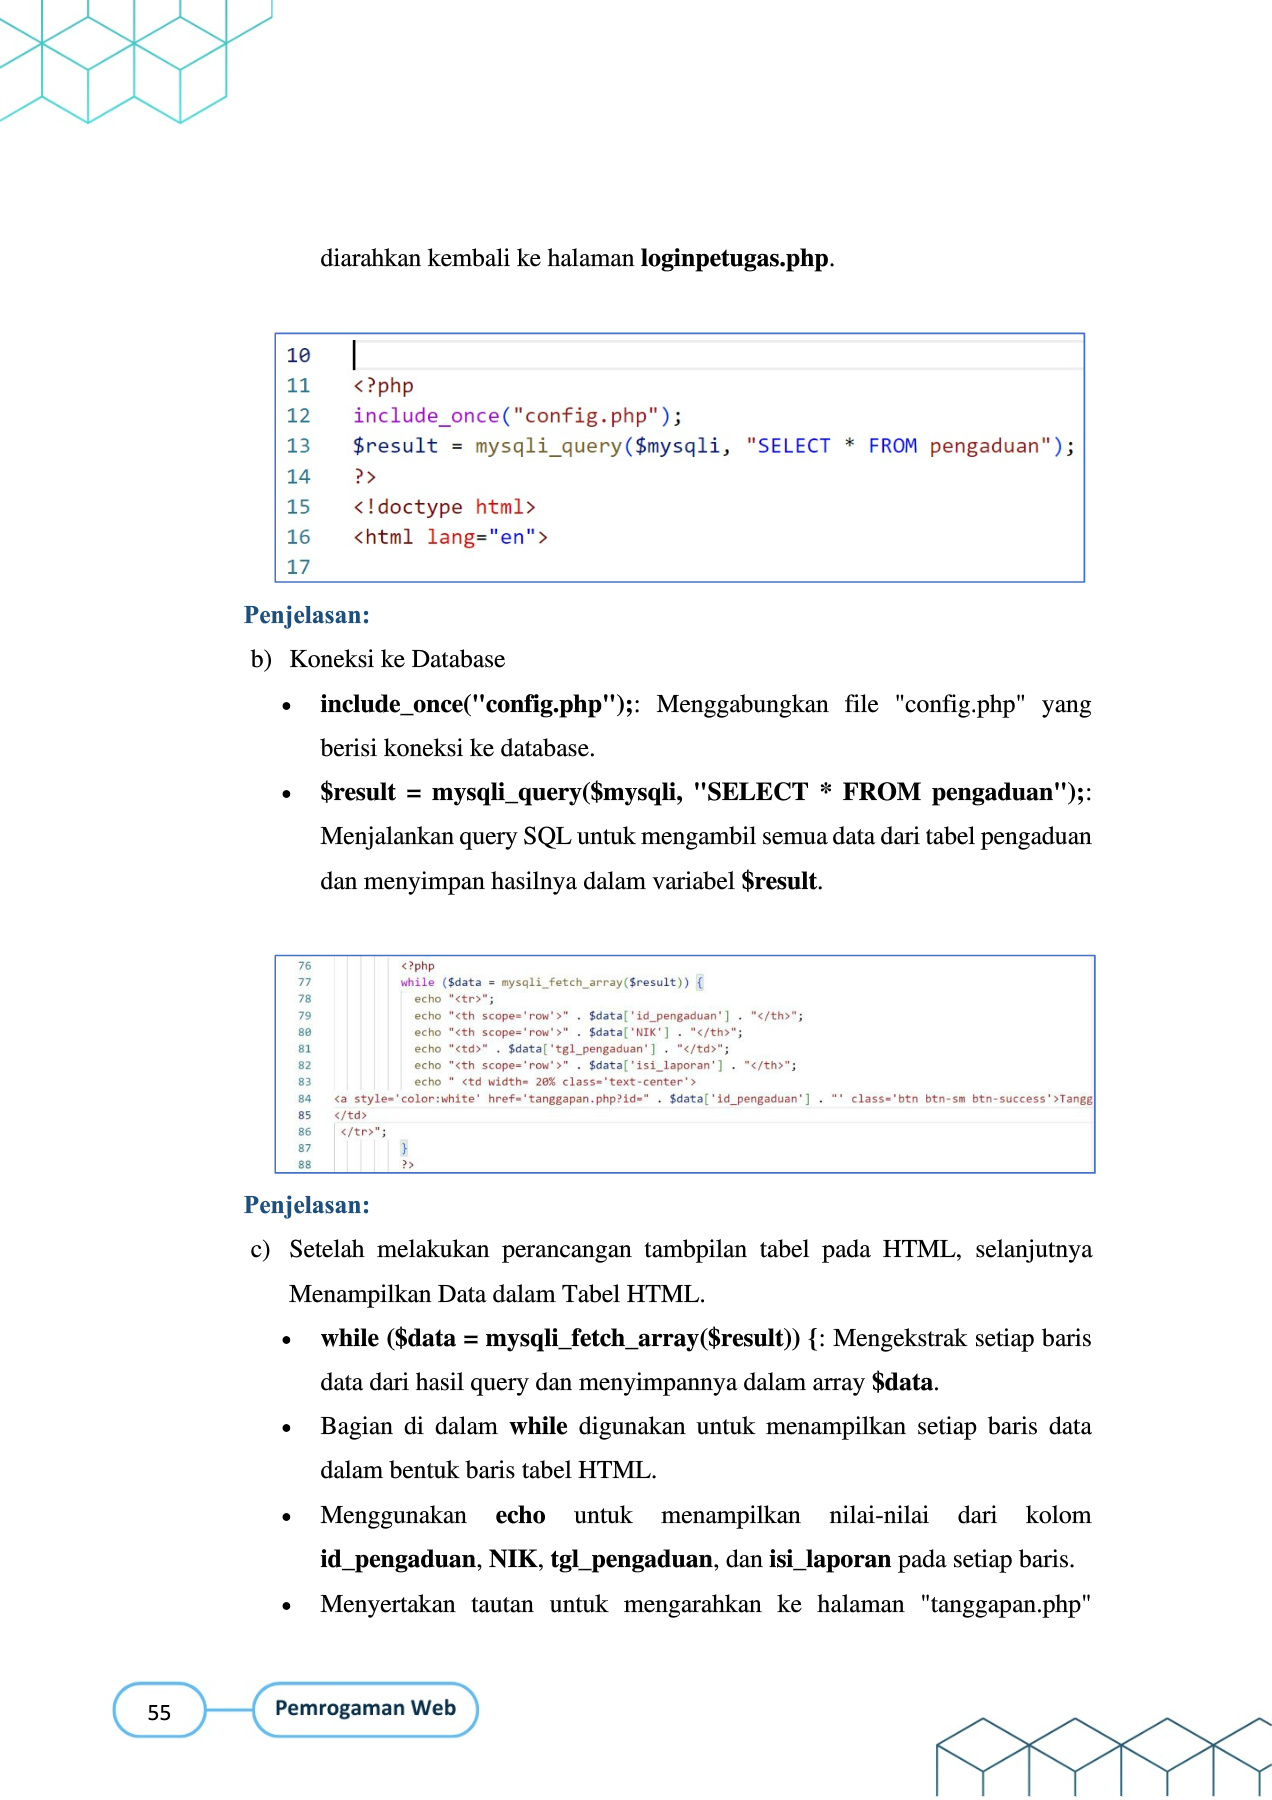 diarahkan kembali ke halaman loginpetugas.php.
10
11 <?php
12 include_once("config.php");
13 $result = mysqli_query($mysqli, "SELECT * FROM pengaduan");
14 ?>
15 <!doctype html>
16 <html lang="en">
17
Penjelasan:
b) Koneksi ke Database
• include_once("config.php");: Menggabungkan file "config.php" yang
berisi koneksi ke database.
• $result = mysqli_query($mysqli, "SELECT * FROM pengaduan");:
Menjalankan query SQL untuk mengambil semua data dari tabel pengaduan
dan menyimpan hasilnya dalam variabel $result.
76 <?php
77 while ($data = mysqli_fetch_array($result)) {
78 echo "<tr>";
79 echo "<th scope='row'>" . $data['id_pengaduan'] . "</th>";
80 echo "<th scope='row'>" . $data['NIK'] . "</th>";
81 echo "<td>" . $data['tgl_pengaduan'] . "</td>";
82 echo "<th scope='row'>" . $data['isi_laporan'] . "</th>";
83 echo " <td width= 20% class='text-center'>
84 <a style='color:white' href='tanggapan.php?id=" . $data['id_pengaduan'] . "' class='btn btn-sm btn-success'>Tangg
85 </td>
86 </tr>";
87 }
88 ?>
Penjelasan:
c) Setelah melakukan perancangan tambpilan tabel pada HTML, selanjutnya
Menampilkan Data dalam Tabel HTML.
• while ($data = mysqli_fetch_array($result)) {: Mengekstrak setiap baris
data dari hasil query dan menyimpannya dalam array $data.
• Bagian di dalam while digunakan untuk menampilkan setiap baris data
dalam bentuk baris tabel HTML.
• Menggunakan echo untuk menampilkan nilai-nilai dari kolom
id_pengaduan, NIK, tgl_pengaduan, dan isi_laporan pada setiap baris.
• Menyertakan tautan untuk mengarahkan ke halaman "tanggapan.php"
55 Pemrogaman Web